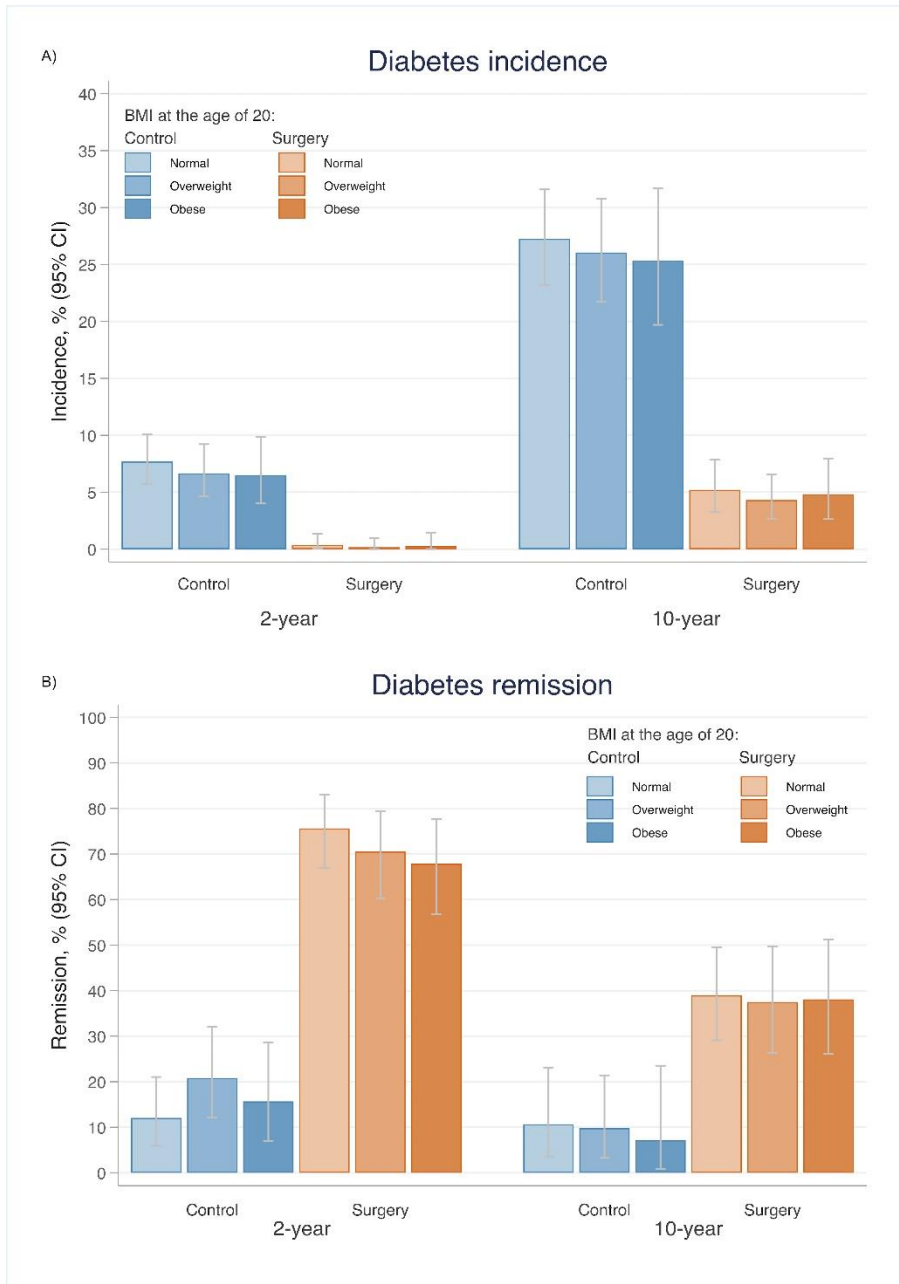 A)
Diabetes incidence
BMI at the age of 20:
Control Surgery
Normal Normal
Overweight Overweight
Obese Obese
Incidence, % (95% CI)
40
35
30
25
20
15
10
5
0
Control Surgery Control Surgery
2-year 10-year
B)
Diabetes remission
BMI at the age of 20:
Control Surgery
Normal Normal
Overweight Overweight
Obese Obese
Remission, % (95% CI)
100
90
80
70
60
50
40
30
20
10
0
Control Surgery Control Surgery
2-year 10-year